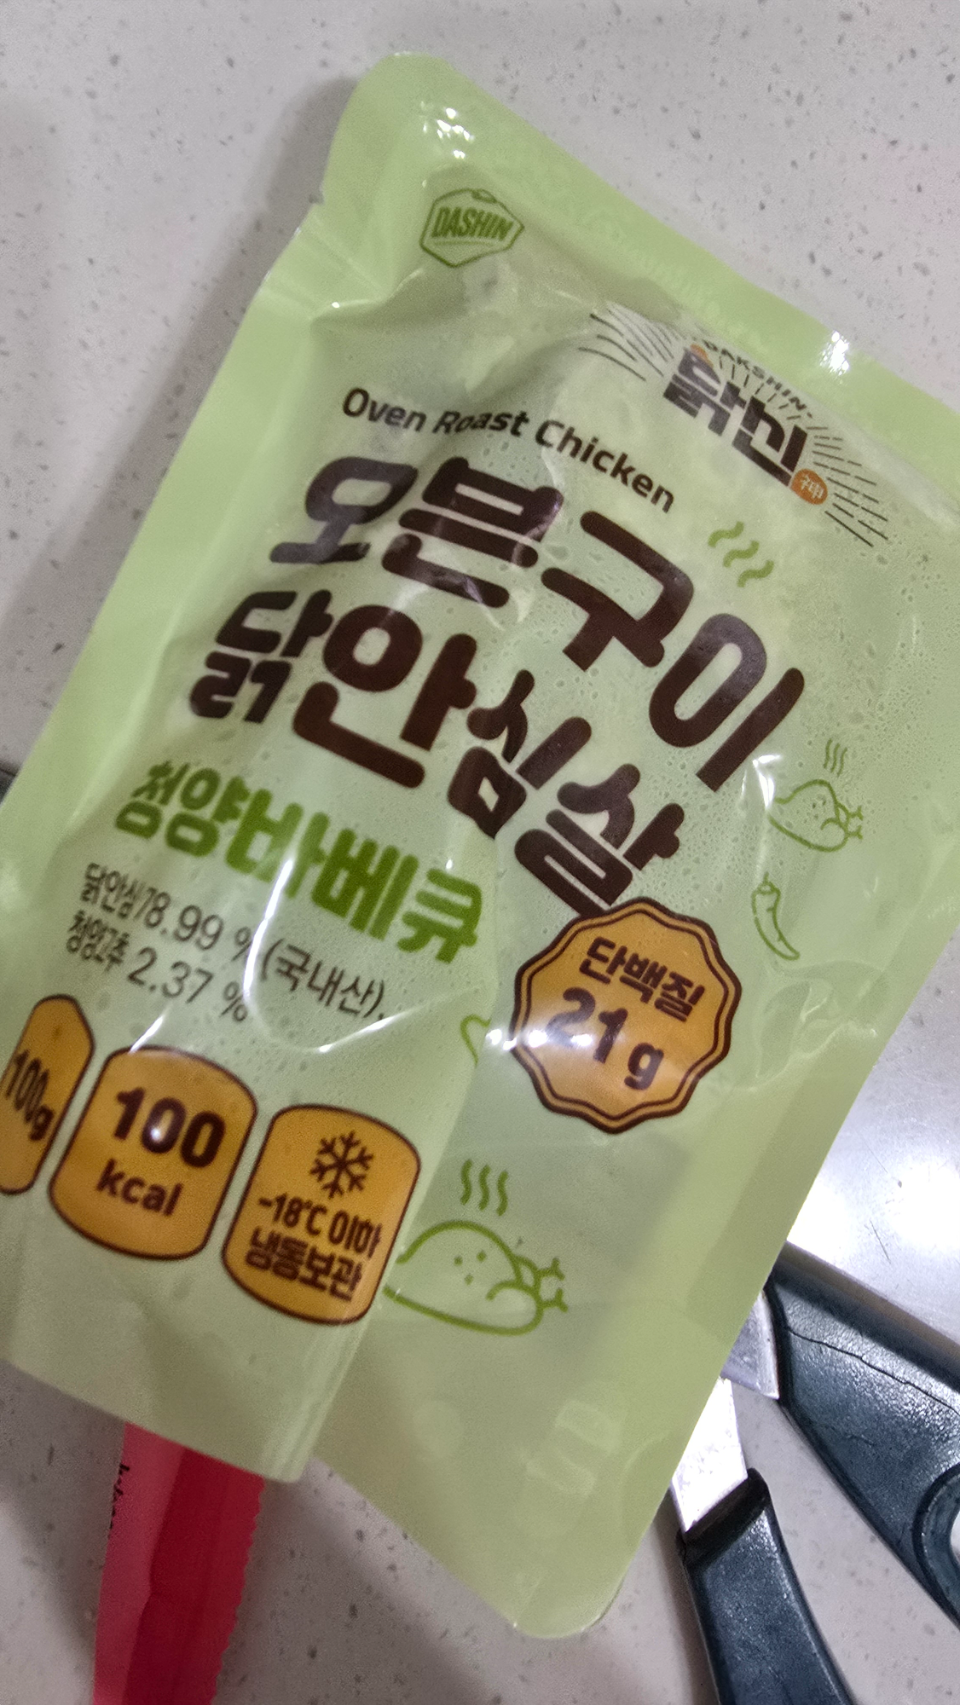 DASHIN
DAKSHIN
닭신
神
Oven Roast Chicken
오븐구이
닭안심살
청양바베큐
닭안심78.99 %(국내산),
청양고추 2.37 %
단백질
21 g
100g
100
kcal
-18℃ 이하
냉동보관